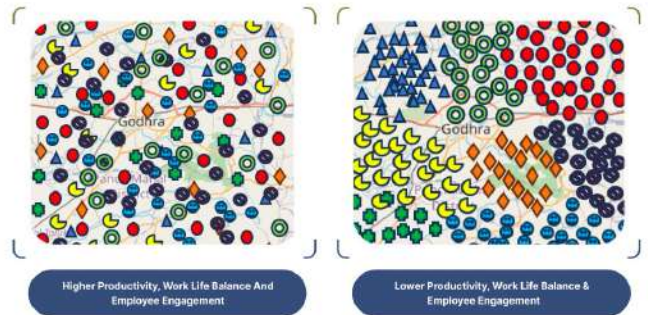 Godhra
Godhra
Higher Productivity, Work Life Balance And
Employee Engagement
Lower Productivity, Work Life Balance &
Employee Engagement